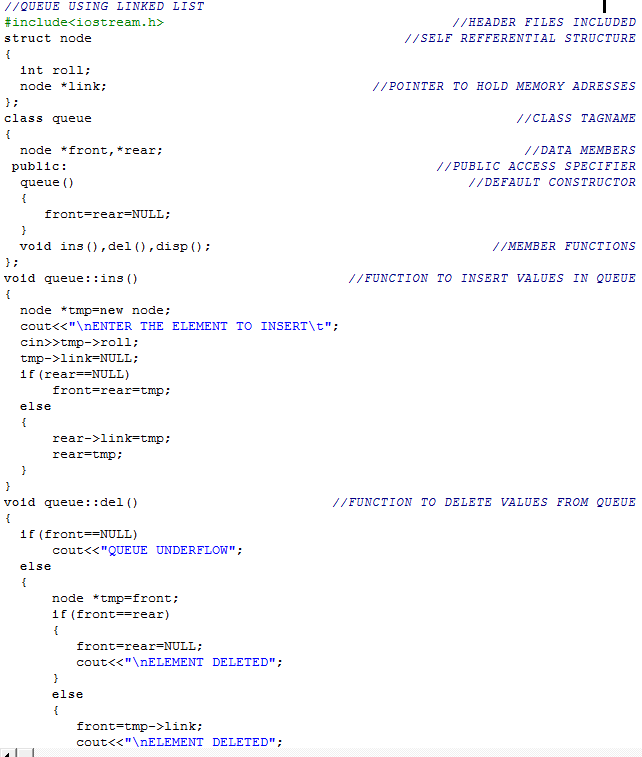 //QUEUE USING LINKED LIST
#include<iostream.h> //HEADER FILES INCLUDED
struct node //SELF REFFERENTIAL STRUCTURE
{
int roll;
node *link; //POINTER TO HOLD MEMORY ADRESSES
};
class queue //CLASS TAGNAME
{
node *front,*rear; //DATA MEMBERS
public: //PUBLIC ACCESS SPECIFIER
queue() //DEFAULT CONSTRUCTOR
{
front=rear=NULL;
}
void ins(),del(),disp(); //MEMBER FUNCTIONS
};
void queue::ins() //FUNCTION TO INSERT VALUES IN QUEUE
{
node *tmp=new node;
cout<<"\nENTER THE ELEMENT TO INSERT\t";
cin>>tmp->roll;
tmp->link=NULL;
if(rear==NULL)
front=rear=tmp;
else
{
rear->link=tmp;
rear=tmp;
}
}
void queue::del() //FUNCTION TO DELETE VALUES FROM QUEUE
{
if(front==NULL)
cout<<"QUEUE UNDERFLOW";
else
{
node *tmp=front;
if(front==rear)
{
front=rear=NULL;
cout<<"\nELEMENT DELETED";
}
else
{
front=tmp->link;
cout<<"\nELEMENT DELETED";